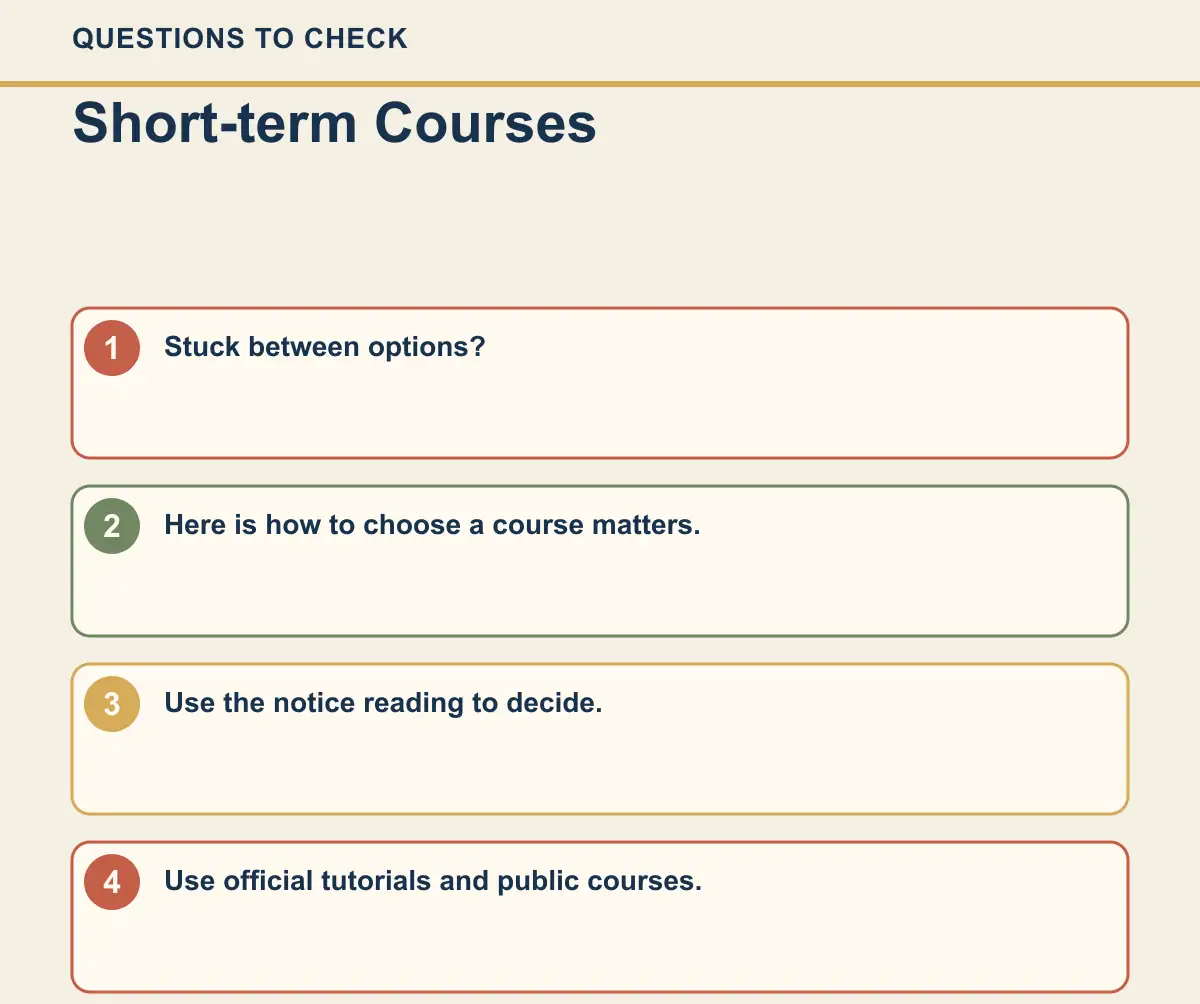 QUESTIONS TO CHECK
Short-term Courses
1 Stuck between options?
2 Here is how to choose a course matters.
3 Use the notice reading to decide.
4 Use official tutorials and public courses.